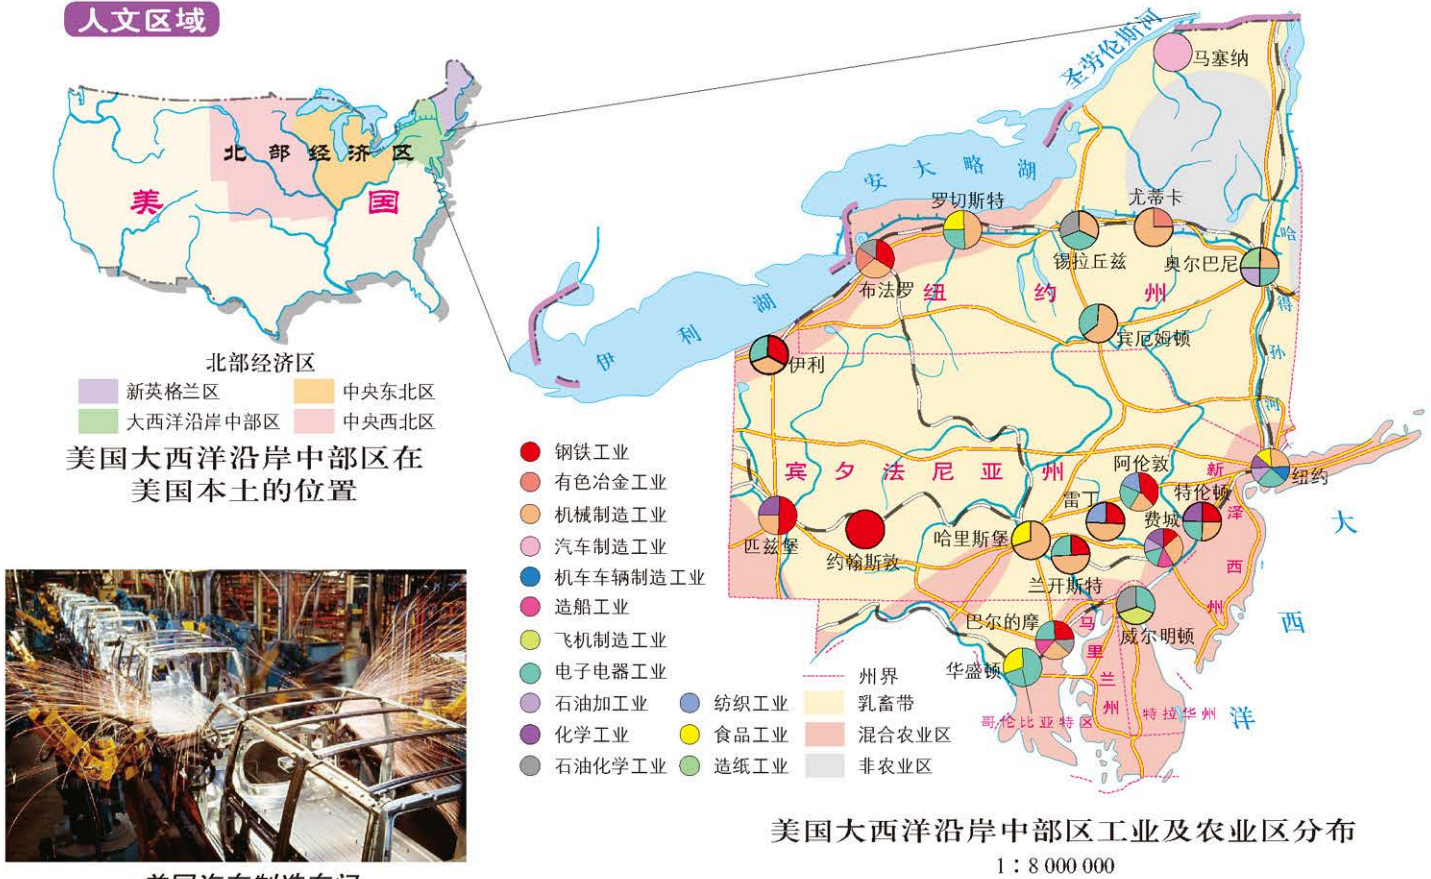 人文区域
北部经济区
美国
北部经济区
新英格兰区
中央东北区
大西洋沿岸中部区
中央西北区
美国大西洋沿岸中部区在
美国本土的位置
圣劳伦斯河
马塞纳
安大略湖
罗切斯特
尤蒂卡
锡拉丘兹
奥尔巴尼
哈得孙河
布法罗
纽约州
伊利湖
宾厄姆顿
伊利
宾夕法尼亚州
阿伦敦
新泽西州
纽约
雷丁
特伦顿
费城
匹兹堡
约翰斯敦
哈里斯堡
兰开斯特
大西洋
巴尔的摩
马里兰州
威尔明顿
华盛顿
哥伦比亚特区
特拉华州
钢铁工业
有色冶金工业
机械制造工业
汽车制造工业
机车车辆制造工业
造船工业
飞机制造工业
电子电器工业
石油加工业
化学工业
石油化学工业
纺织工业
食品工业
造纸工业
州界
乳畜带
混合农业区
非农业区
美国大西洋沿岸中部区工业及农业区分布
1：8 000 000